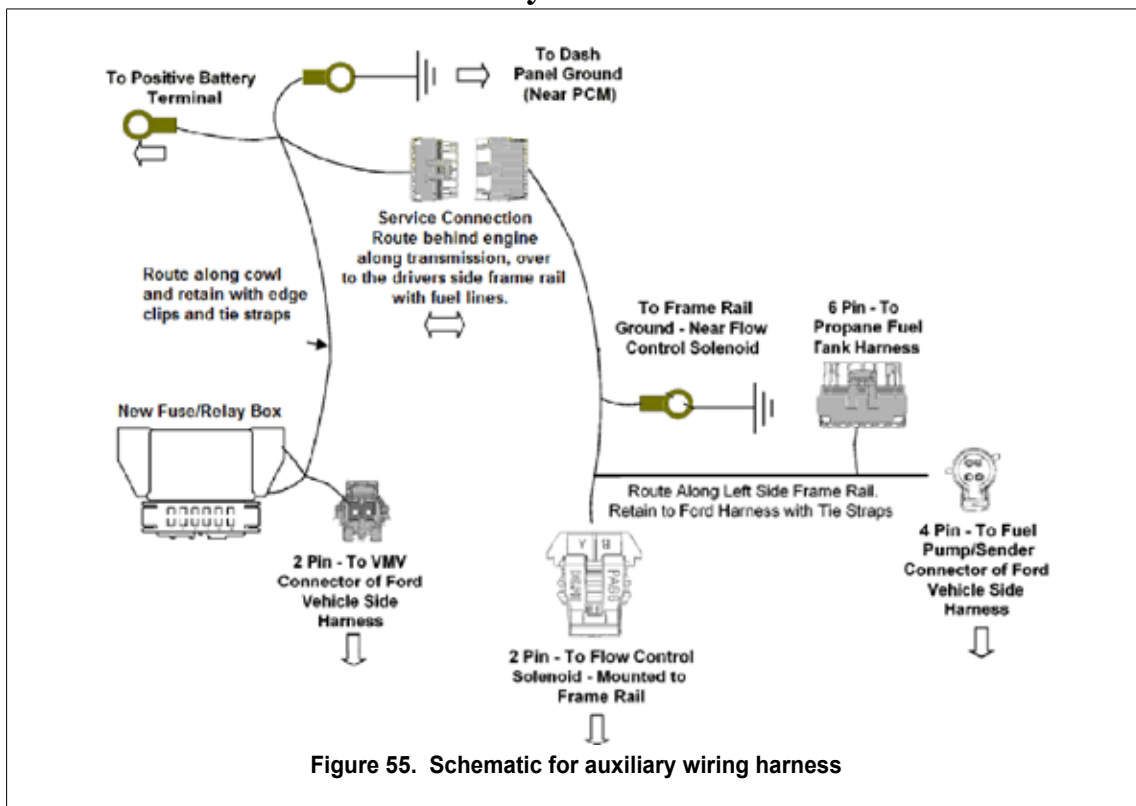 To Positive Battery
Terminal
To Dash
Panel Ground
(Near PCM)
Service Connection
Route behind engine
along transmission, over
to the drivers side frame rail
with fuel lines.
Route along cowl
and retain with edge
clips and tie straps
To Frame Rail
Ground - Near Flow
Control Solenoid
6 Pin - To
Propane Fuel
Tank Harness
New Fuse/Relay Box
Route Along Left Side Frame Rail.
Retain to Ford Harness with Tie Straps
2 Pin - To VMV
Connector of Ford
Vehicle Side
Harness
A B
4 Pin - To Fuel
Pump/Sender
Connector of Ford
Vehicle Side
Harness
2 Pin - To Flow Control
Solenoid - Mounted to
Frame Rail
Figure 55. Schematic for auxiliary wiring harness